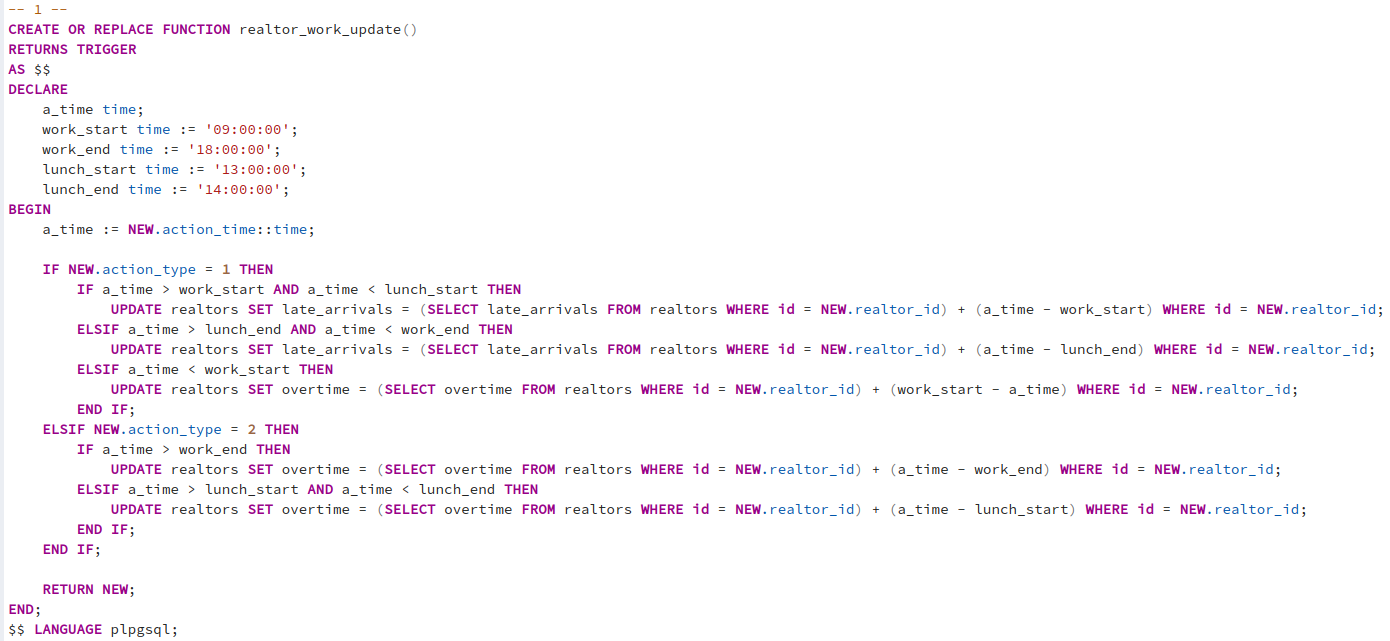 -- 1 --
CREATE OR REPLACE FUNCTION realtor_work_update()
RETURNS TRIGGER
AS $$
DECLARE
    a_time time;
    work_start time := '09:00:00';
    work_end time := '18:00:00';
    lunch_start time := '13:00:00';
    lunch_end time := '14:00:00';
BEGIN
    a_time := NEW.action_time::time;

    IF NEW.action_type = 1 THEN
        IF a_time > work_start AND a_time < lunch_start THEN
            UPDATE realtors SET late_arrivals = (SELECT late_arrivals FROM realtors WHERE id = NEW.realtor_id) + (a_time - work_start) WHERE id = NEW.realtor_id;
        ELSIF a_time > lunch_end AND a_time < work_end THEN
            UPDATE realtors SET late_arrivals = (SELECT late_arrivals FROM realtors WHERE id = NEW.realtor_id) + (a_time - lunch_end) WHERE id = NEW.realtor_id;
        ELSIF a_time < work_start THEN
            UPDATE realtors SET overtime = (SELECT overtime FROM realtors WHERE id = NEW.realtor_id) + (work_start - a_time) WHERE id = NEW.realtor_id;
        END IF;
    ELSIF NEW.action_type = 2 THEN
        IF a_time > work_end THEN
            UPDATE realtors SET overtime = (SELECT overtime FROM realtors WHERE id = NEW.realtor_id) + (a_time - work_end) WHERE id = NEW.realtor_id;
        ELSIF a_time > lunch_start AND a_time < lunch_end THEN
            UPDATE realtors SET overtime = (SELECT overtime FROM realtors WHERE id = NEW.realtor_id) + (a_time - lunch_start) WHERE id = NEW.realtor_id;
        END IF;
    END IF;

    RETURN NEW;
END;
$$ LANGUAGE plpgsql;